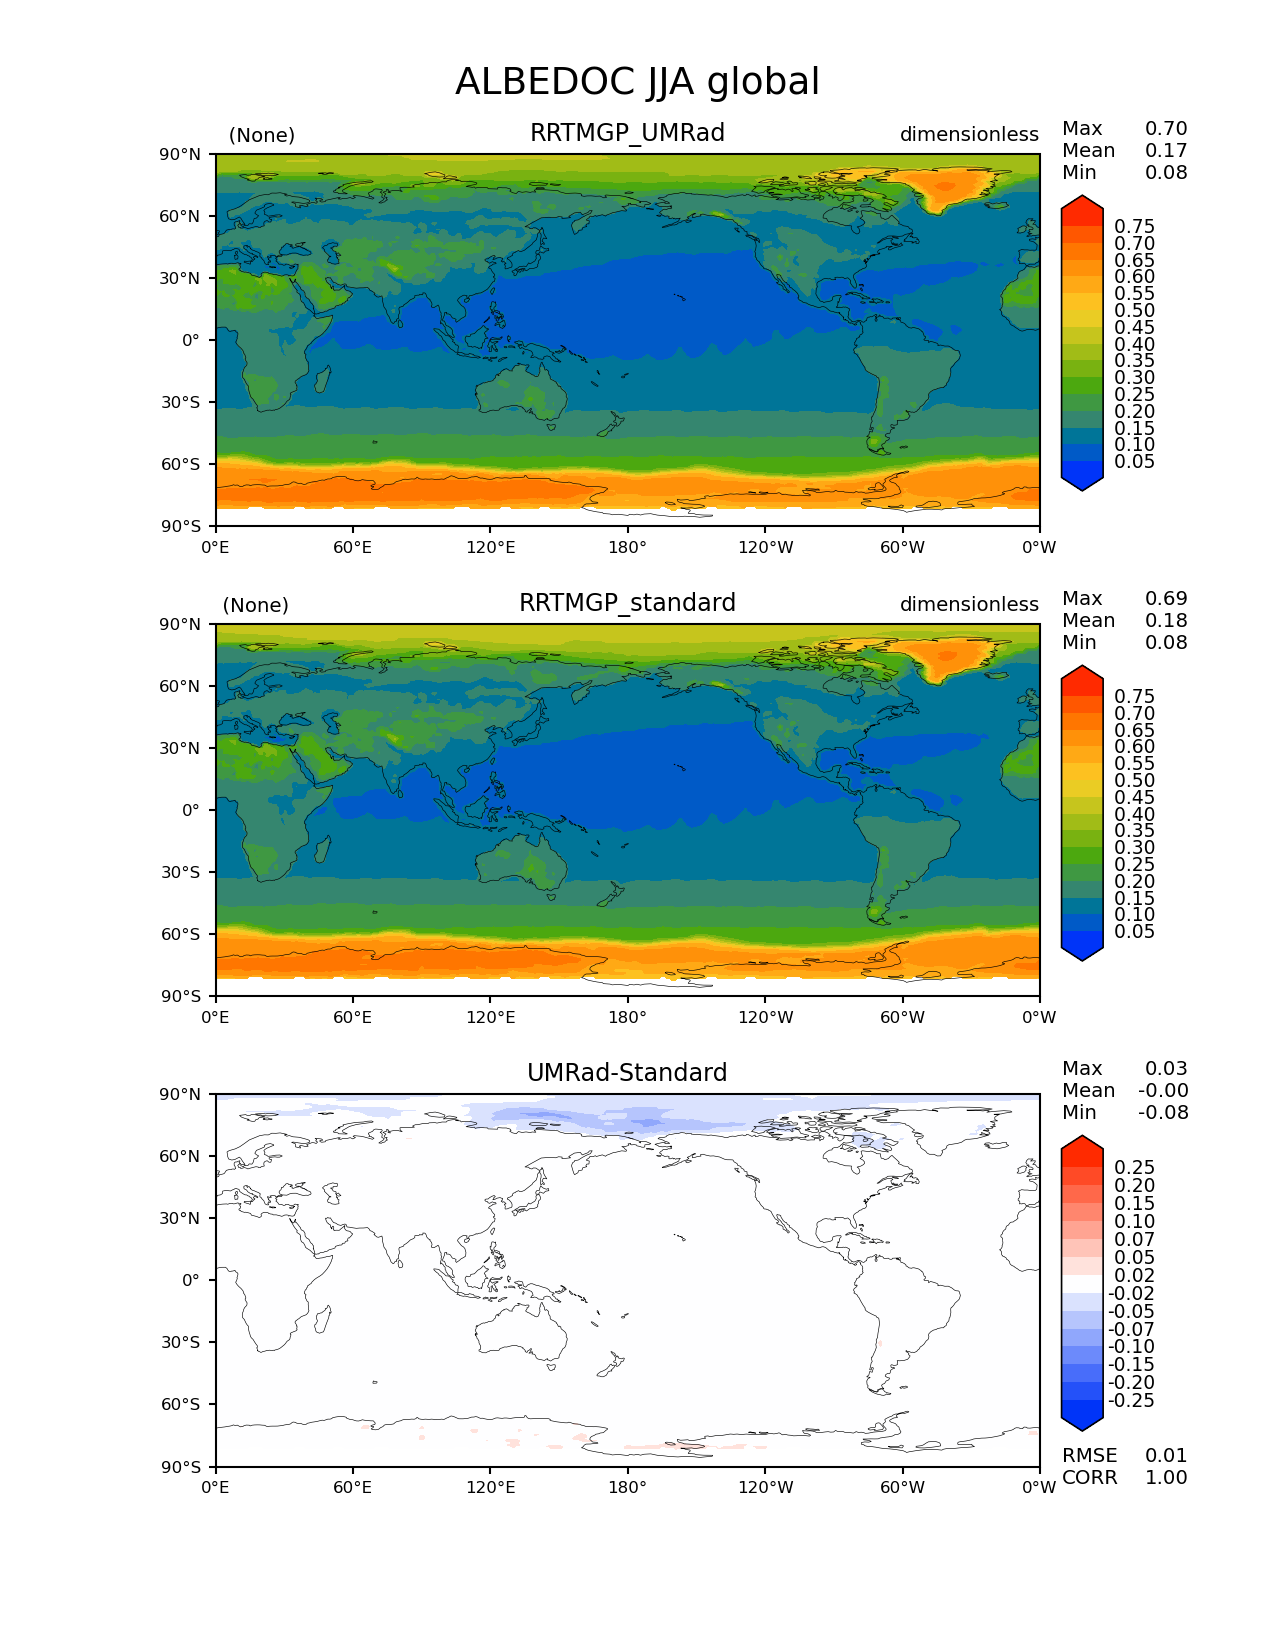 ALBEDOC JJA global
(None) RRTMGP_UMRad dimensionless
Max 0.70
Mean 0.17
Min 0.08
0.75
0.70
0.65
0.60
0.55
0.50
0.45
0.40
0.35
0.30
0.25
0.20
0.15
0.10
0.05
90°N
60°N
30°N
0°
30°S
60°S
90°S
0°E 60°E 120°E 180° 120°W 60°W 0°W
(None) RRTMGP_standard dimensionless
Max 0.69
Mean 0.18
Min 0.08
0.75
0.70
0.65
0.60
0.55
0.50
0.45
0.40
0.35
0.30
0.25
0.20
0.15
0.10
0.05
90°N
60°N
30°N
0°
30°S
60°S
90°S
0°E 60°E 120°E 180° 120°W 60°W 0°W
UMRad-Standard
Max 0.03
Mean -0.00
Min -0.08
0.25
0.20
0.15
0.10
0.07
0.05
0.02
-0.02
-0.05
-0.07
-0.10
-0.15
-0.20
-0.25
90°N
60°N
30°N
0°
30°S
60°S
90°S
0°E 60°E 120°E 180° 120°W 60°W 0°W
RMSE 0.01
CORR 1.00